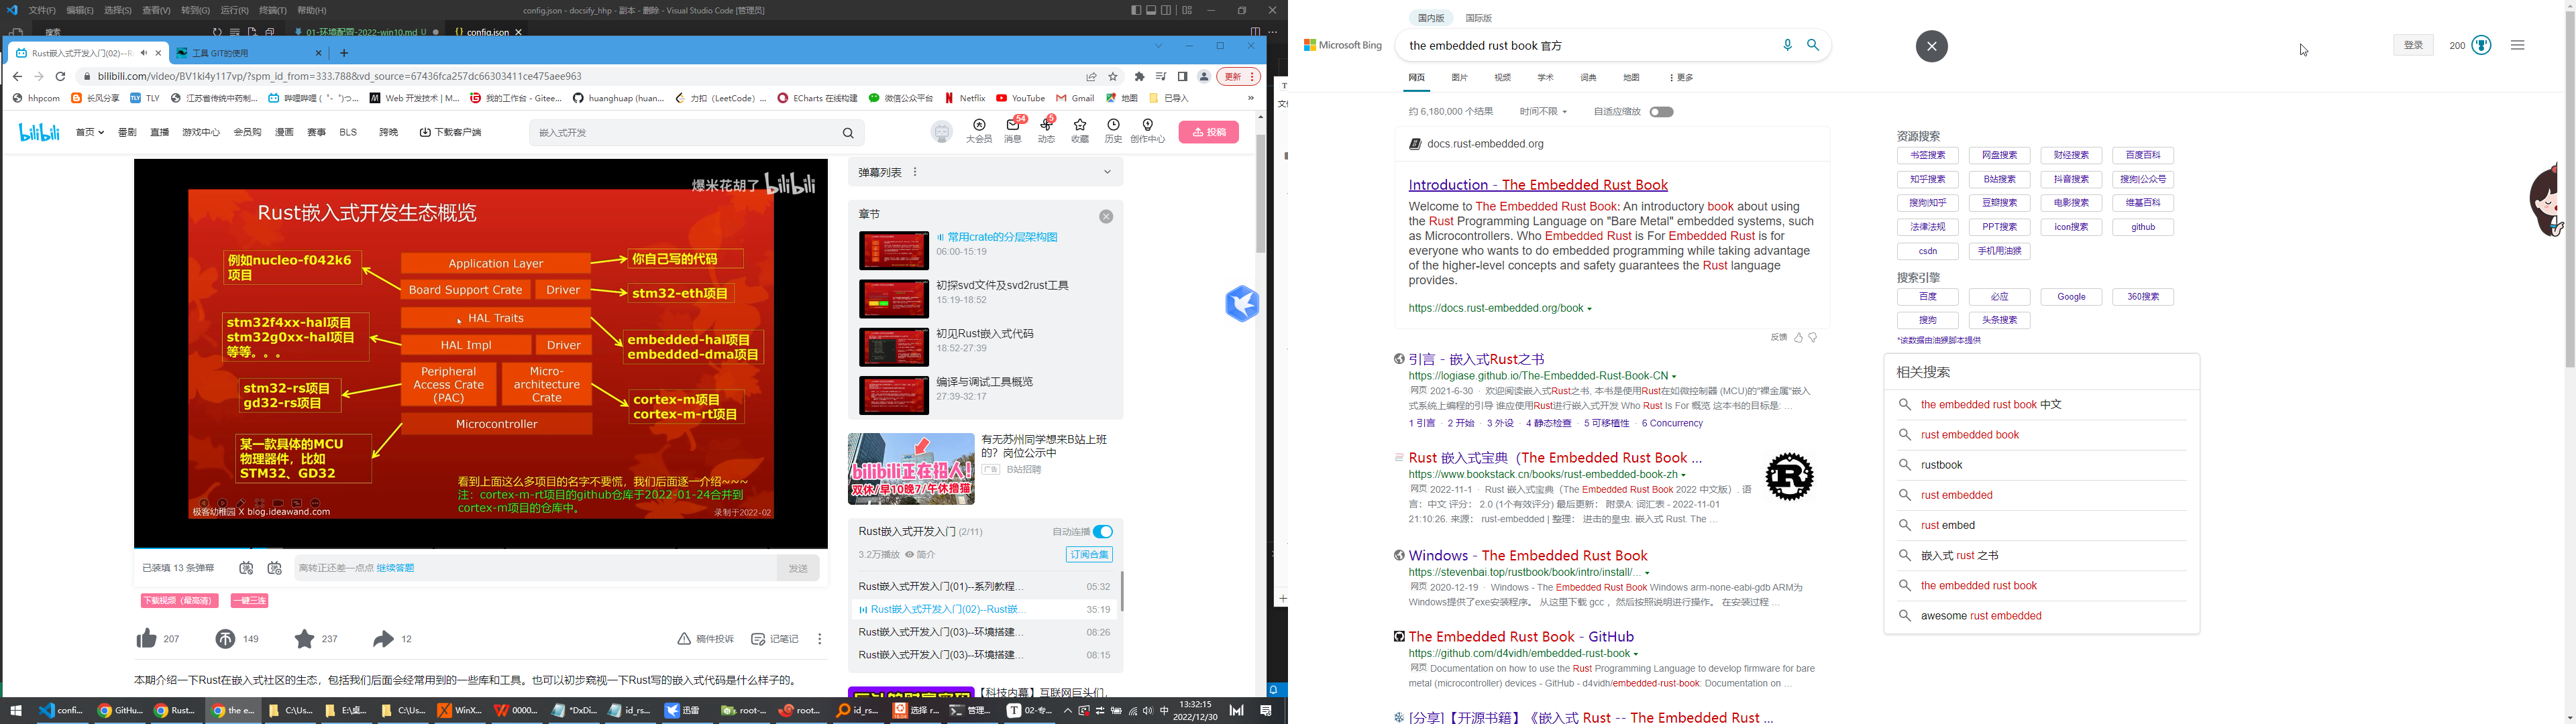 文件(F) 编辑(E) 选择(S) 查看(V) 转到(G) 运行(R) 终端(T) 帮助(H)
config.json - docsify_hhp - 副本 - 删除 - Visual Studio Code [管理员]
搜索
01-环境配置-2022-win10.md U
{} config.json
Rust嵌入式开发入门(02)--R
工具 GIT的使用
bilibili.com/video/BV1ki4y117vp/?spm_id_from=333.788&vd_source=67436fca257dc66303411ce475aee963
更新
hhpcom 长风分享 TLY 江苏省传统中药制... 哔哩哔哩 (゜-゜)つ... Web 开发技术 | M... 我的工作台 - Gitee... huanghuap (huan... 力扣（LeetCode）... ECharts 在线构建 微信公众平台 Netflix YouTube Gmail 地图 已导入
bilibili 首页 番剧 直播 游戏中心 会员购 漫画 赛事 BLS 跨晚 下载客户端
嵌入式开发
大会员 消息 54 动态 5 收藏 历史 创作中心 投稿
爆米花胡了 bilibili
Rust嵌入式开发生态概览
例如nucleo-f042k6
项目
Application Layer
你自己写的代码
Board Support Crate
Driver
stm32-eth项目
HAL Traits
stm32f4xx-hal项目
stm32g0xx-hal项目
等等。。。
HAL Impl
Driver
embedded-hal项目
embedded-dma项目
stm32-rs项目
gd32-rs项目
Peripheral
Access Crate
(PAC)
Micro-
architecture
Crate
cortex-m项目
cortex-m-rt项目
Microcontroller
某一款具体的MCU
物理器件，比如
STM32、GD32
看到上面这么多项目的名字不要慌，我们后面逐一介绍~~~
注：cortex-m-rt项目的github仓库于2022-01-24合并到
cortex-m项目的仓库中。
极客幼稚园 X blog.ideawand.com
录制于2022-02
已装填 13 条弹幕
离转正还差一点点 继续答题
发送
下载视频（最高清） 一键三连
207 149 237 12
稿件投诉 记笔记
本期介绍一下Rust在嵌入式社区的生态，包括我们后面会经常用到的一些库和工具。也可以初步窥视一下Rust写的嵌入式代码是什么样子的。
弹幕列表
章节
常用crate的分层架构图
06:00-15:19
初探svd文件及svd2rust工具
15:19-18:52
初见Rust嵌入式代码
18:52-27:39
编译与调试工具概览
27:39-32:17
bilibili正在招人!
双休/早10晚7/午休撸猫
有无苏州同学想来B站上班
的？岗位公示中
广告 B站招聘
Rust嵌入式开发入门 (2/11)
自动连播
3.2万播放 简介
订阅合集
Rust嵌入式开发入门(01)--系列教程... 05:32
Rust嵌入式开发入门(02)--Rust嵌... 35:19
Rust嵌入式开发入门(03)--环境搭建... 08:26
Rust嵌入式开发入门(03)--环境搭建... 08:15
【科技内幕】互联网巨头们，
confi... GitHu... Rust... the e... C:\Us... E:\桌... C:\Us... WinX... 0000... *DxDi... id_rs... 迅雷 root-... root... id_rs... 选择 r... 管理... 02-专...
中
13:32:15
2022/12/30
国内版 国际版
Microsoft Bing
the embedded rust book 官方
登录 200
网页 图片 视频 学术 词典 地图 更多
约 6,180,000 个结果 时间不限 自适应缩放
docs.rust-embedded.org
Introduction - The Embedded Rust Book
Welcome to The Embedded Rust Book: An introductory book about using
the Rust Programming Language on "Bare Metal" embedded systems, such
as Microcontrollers. Who Embedded Rust is For Embedded Rust is for
everyone who wants to do embedded programming while taking advantage
of the higher-level concepts and safety guarantees the Rust language
provides.
https://docs.rust-embedded.org/book
反馈
引言 - 嵌入式Rust之书
https://logiase.github.io/The-Embedded-Rust-Book-CN
网页 2021-6-30 · 欢迎阅读嵌入式Rust之书, 本书是使用Rust在如微控制器 (MCU)的"裸金属"嵌入
式系统上编程的引导 谁应使用Rust进行嵌入式开发 Who Rust Is For 概览 这本书的目标是: …
1 引言 · 2 开始 · 3 外设 · 4 静态检查 · 5 可移植性 · 6 Concurrency
Rust 嵌入式宝典（The Embedded Rust Book ...
https://www.bookstack.cn/books/rust-embedded-book-zh
网页 2022-11-1 · Rust 嵌入式宝典（The Embedded Rust Book 2022 中文版）. 语
言：中文 评分： 2.0 (1个有效评分) 最后更新： 附录A: 词汇表 - 2022-11-01
21:10:26. 来源： rust-embedded | 整理： 进击的皇虫. 嵌入式 Rust. The …
Windows - The Embedded Rust Book
https://stevenbai.top/rustbook/book/intro/install/...
网页 2020-12-19 · Windows - The Embedded Rust Book Windows arm-none-eabi-gdb ARM为
Windows提供了exe安装程序。 从这里下载 gcc ， 然后按照说明进行操作。 在安装过程 …
The Embedded Rust Book - GitHub
https://github.com/d4vidh/embedded-rust-book
网页 Documentation on how to use the Rust Programming Language to develop firmware for bare
metal (microcontroller) devices - GitHub - d4vidh/embedded-rust-book: Documentation on …
[分享]【开源书籍】《嵌入式 Rust -- The Embedded Rust ...
资源搜索
书签搜索 网盘搜索 财经搜索 百度百科
知乎搜索 B站搜索 抖音搜索 搜狗|公众号
搜狗|知乎 豆瓣搜索 电影搜索 维基百科
法律法规 PPT搜索 icon搜索 github
csdn 手机用油猴
搜索引擎
百度 必应 Google 360搜索
搜狗 头条搜索
*该数据由油猴脚本提供
相关搜索
the embedded rust book 中文
rust embedded book
rustbook
rust embedded
rust embed
嵌入式 rust 之书
the embedded rust book
awesome rust embedded